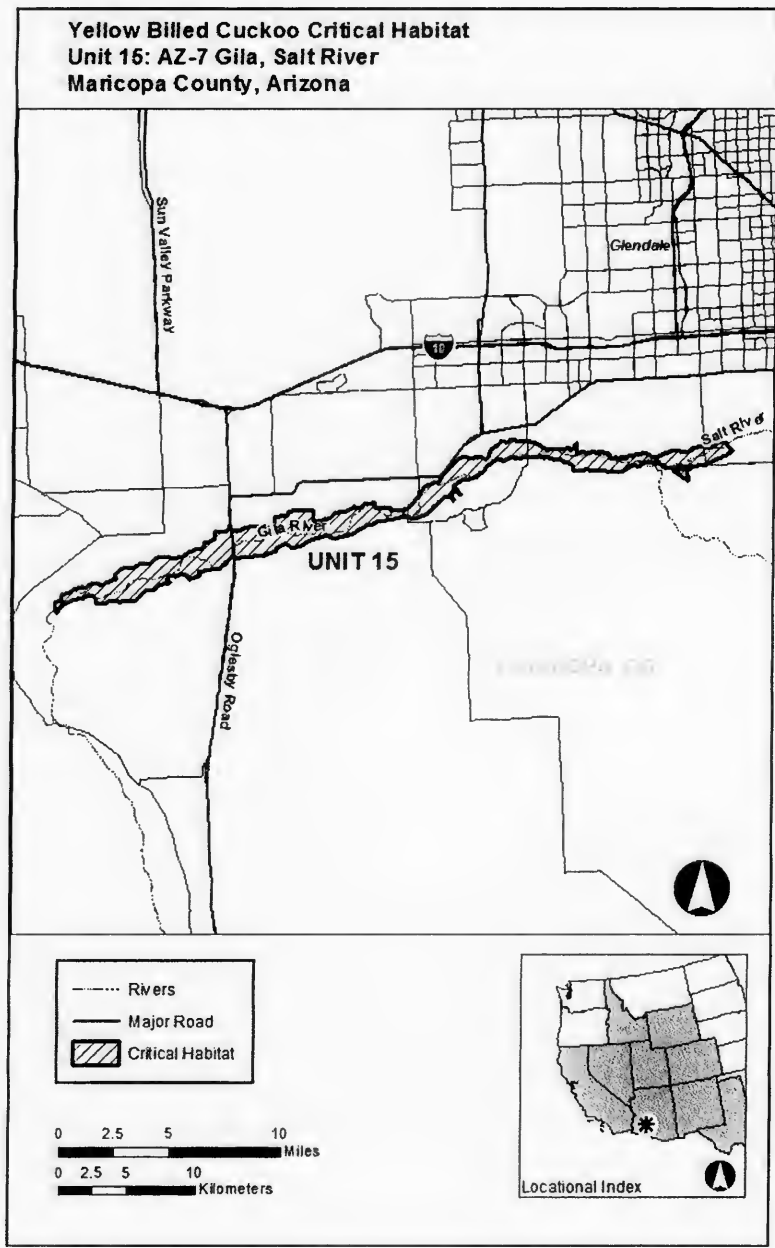 Yellow Billed Cuckoo Critical Habitat
Unit 15: AZ-7 Gila, Salt River
Maricopa County, Arizona
Sun Valley Parkway
Glendale
10
Salt River
Gila River
UNIT 15
Oglesby Road
Rivers
Major Road
Critical Habitat
0 2.5 5 10
Miles
0 2.5 5 10
Kilometers
Locational Index